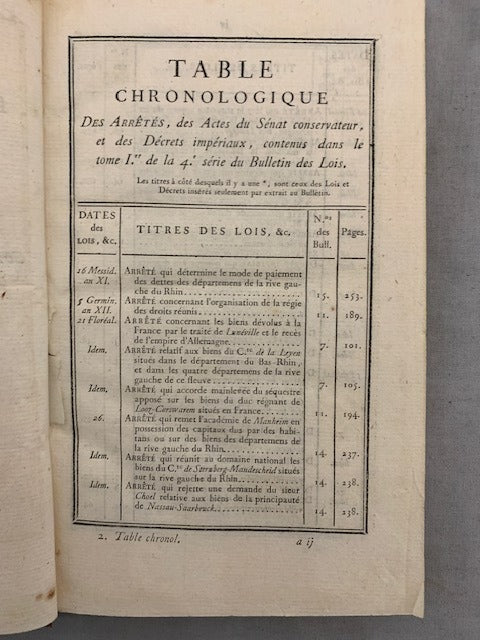 TABLE
CHRONOLOGIQUE
DES ARRÊTÉS, des Actes du Sénat conservateur,
et des Décrets impériaux, contenus dans le
tome I.er de la 4.e série du Bulletin des Lois.
Les titres à côté desquels il y a une *, sont ceux des Lois et
Décrets insérés seulement par extrait au Bulletin.
DATES
des
LOIS, &c.
TITRES DES LOIS, &c.
N.os
des
Bull.
Pages.
16 Messid.
an XI.
ARRÊTÉ qui détermine le mode de paiement
des dettes des départemens de la rive gau-
che du Rhin
15. 253.
5 Germin.
an XII.
ARRÊTÉ concernant l'organisation de la régie
des droits réunis
11. 189.
21 Floréal.
ARRÊTÉ concernant les biens dévolus à la
France par le traité de Lunéville et le recès
de l'empire d'Allemagne
7. 101.
Idem.
ARRÊTÉ relatif aux biens du C.te de la Leyen
situés dans le département du Bas-Rhin,
et dans les quatre départemens de la rive
gauche de ce fleuve
7. 105.
Idem.
ARRÊTÉ qui accorde mainlevée du séquestre
apposé sur les biens du duc régnant de
Looz-Corswarem situés en France
11. 194.
26.
ARRÊTÉ qui remet l'académie de Manheim en
possession des capitaux dus par des habi-
tans ou sur des biens des départemens de
la rive gauche du Rhin
14. 237.
Idem.
ARRÊTÉ qui réunit au domaine national les
biens du C.te de Sternberg-Mandescheid situés
sur la rive gauche du Rhin
14. 238.
Idem.
ARRÊTÉ qui rejette une demande du sieur
Choel relative aux biens de la principauté
de Nassau-Saarbruck
14. 238.
2. Table chronol. a ij